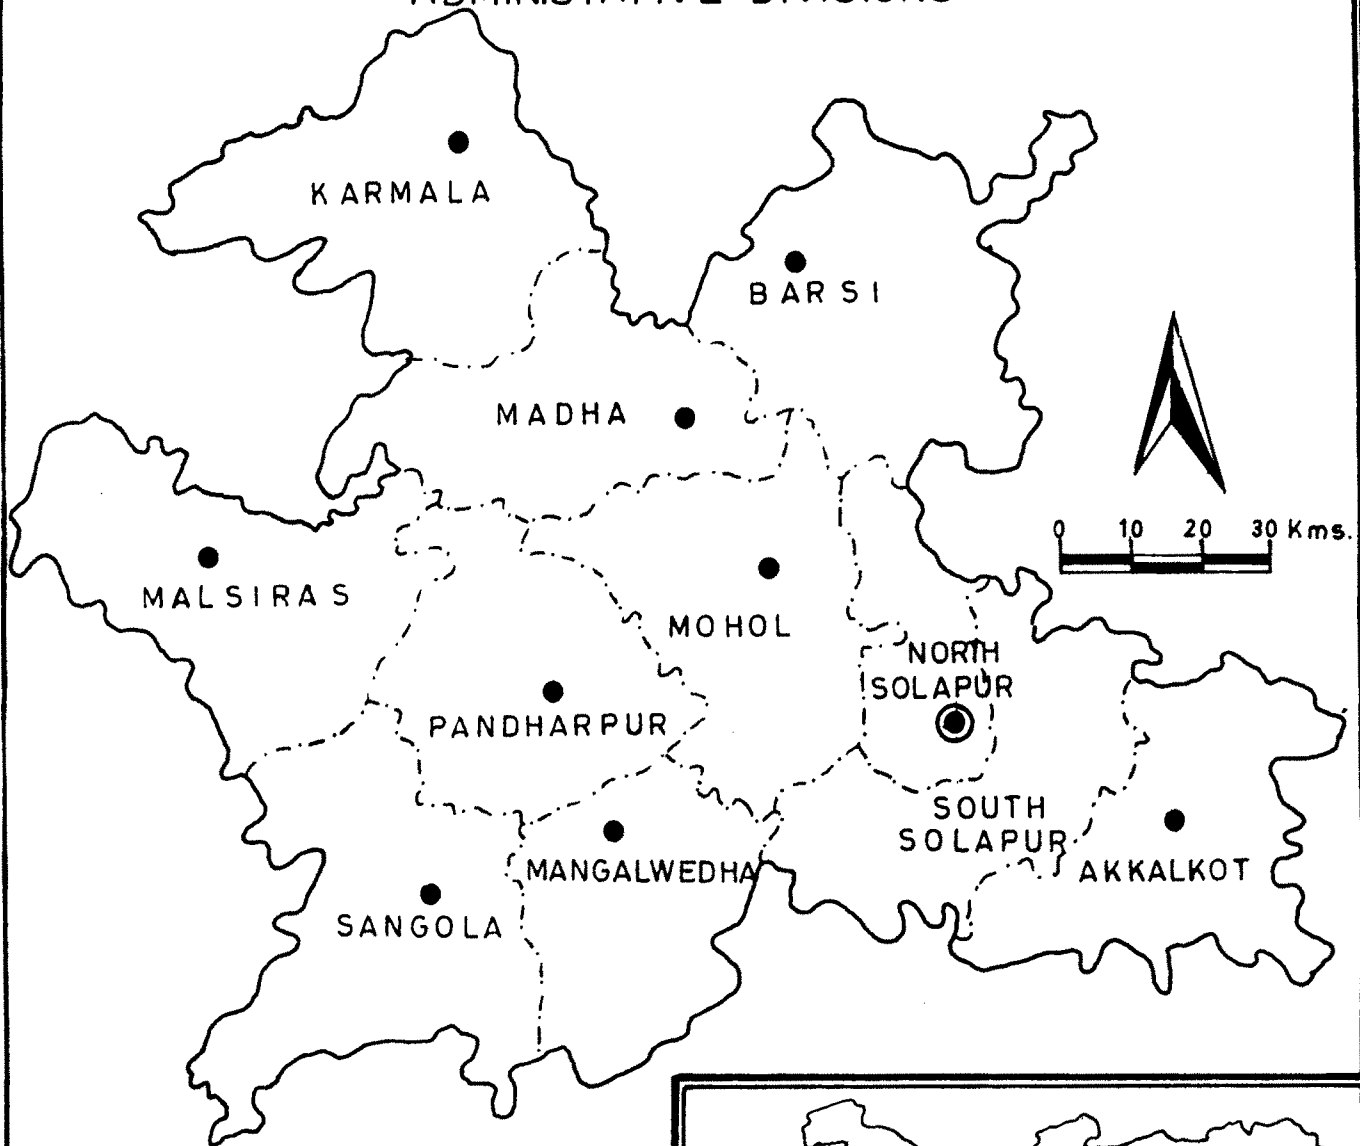 KARMALA
BARSI
MADHA
0 10 20 30 Kms.
MALSIRAS
MOHOL
NORTH
SOLAPUR
PANDHARPUR
SOUTH
SOLAPUR
MANGALWEDHA
AKKALKOT
SANGOLA